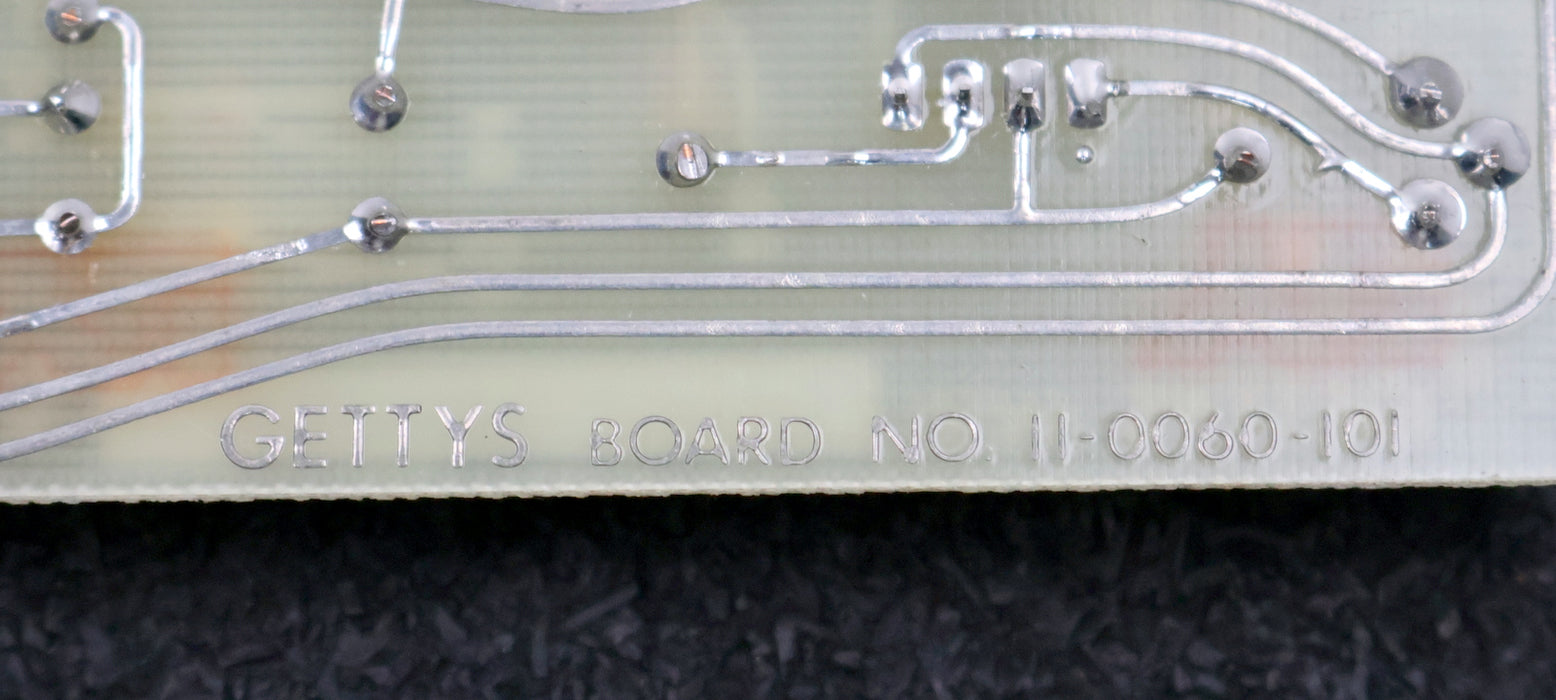 GETTYS BOARD NO. 11-0060-101